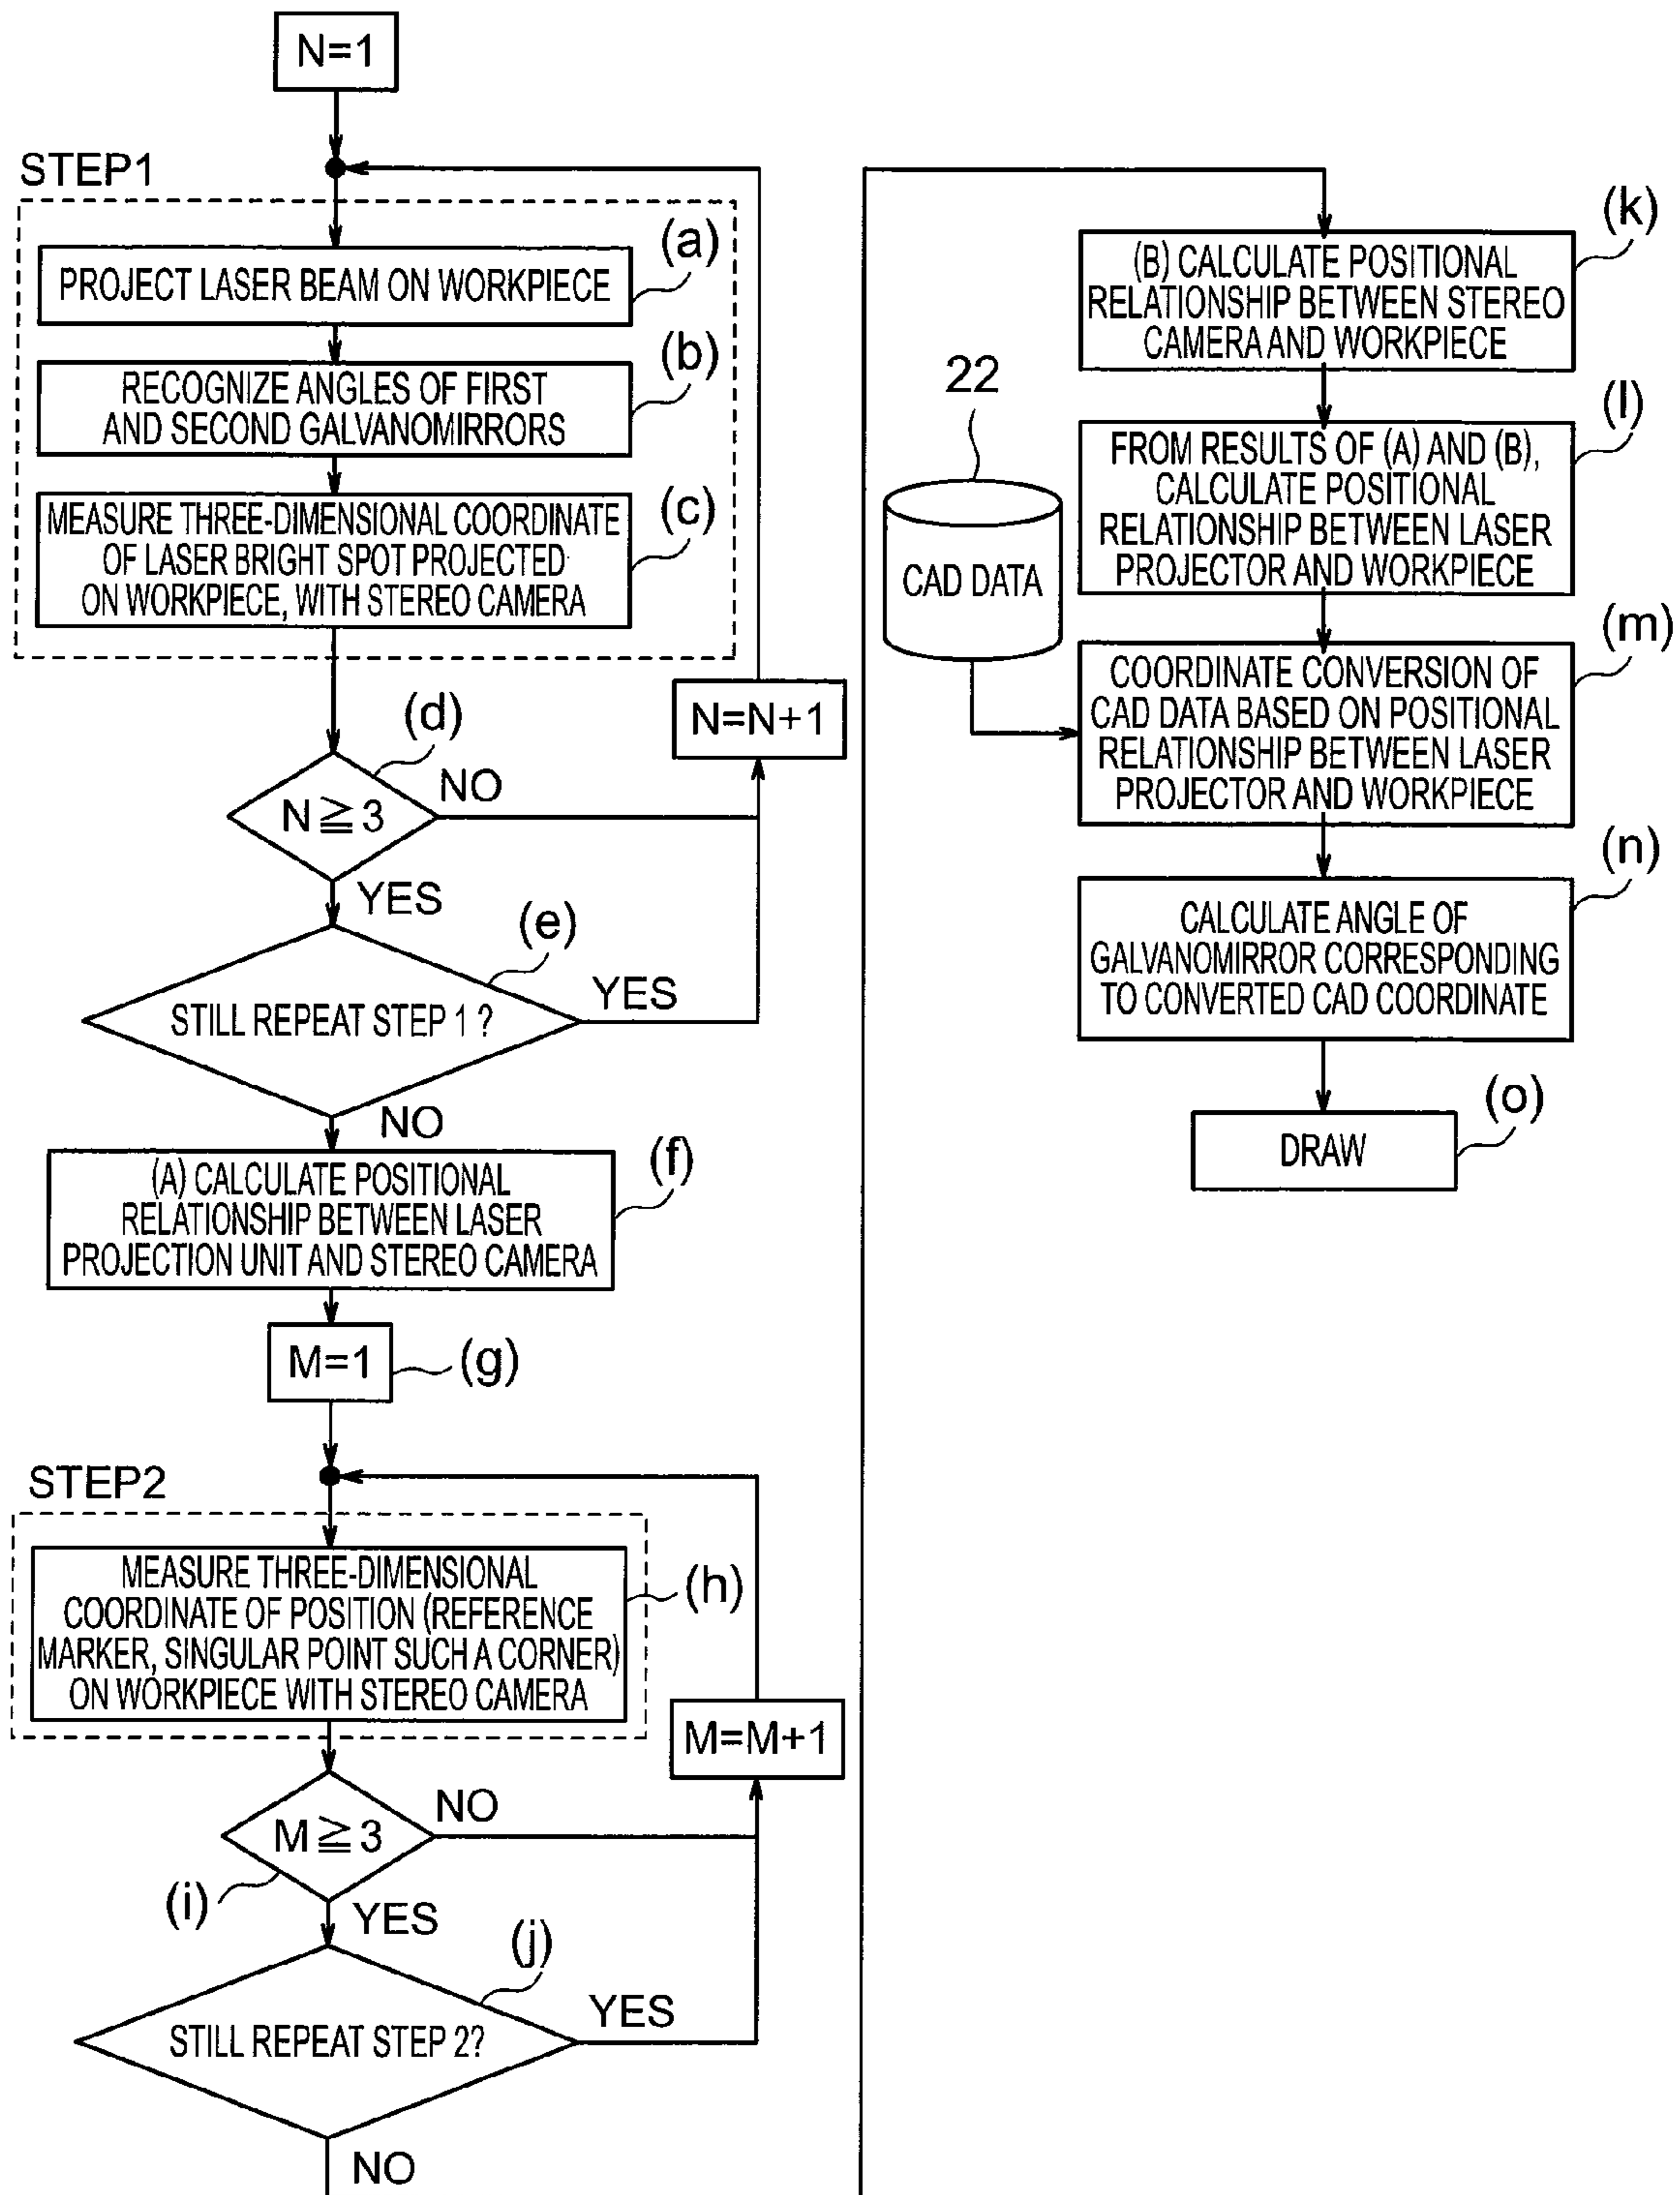 N=1
STEP1
(a)
PROJECT LASER BEAM ON WORKPIECE
(b)
RECOGNIZE ANGLES OF FIRST
AND SECOND GALVANOMIRRORS
(c)
MEASURE THREE-DIMENSIONAL COORDINATE
OF LASER BRIGHT SPOT PROJECTED
ON WORKPIECE, WITH STEREO CAMERA
N=N+1
(d)
N≧3
NO
YES
(e)
STILL REPEAT STEP 1 ?
YES
NO
(f)
(A) CALCULATE POSITIONAL
RELATIONSHIP BETWEEN LASER
PROJECTION UNIT AND STEREO CAMERA
M=1
(g)
STEP2
MEASURE THREE-DIMENSIONAL
COORDINATE OF POSITION (REFERENCE
MARKER, SINGULAR POINT SUCH A CORNER)
ON WORKPIECE WITH STEREO CAMERA
(h)
M=M+1
M≧3
NO
(i)
YES
(j)
STILL REPEAT STEP 2?
YES
NO
(k)
(B) CALCULATE POSITIONAL
RELATIONSHIP BETWEEN STEREO
CAMERA AND WORKPIECE
(l)
FROM RESULTS OF (A) AND (B),
CALCULATE POSITIONAL
RELATIONSHIP BETWEEN LASER
PROJECTOR AND WORKPIECE
22
CAD DATA
(m)
COORDINATE CONVERSION OF
CAD DATA BASED ON POSITIONAL
RELATIONSHIP BETWEEN LASER
PROJECTOR AND WORKPIECE
(n)
CALCULATE ANGLE OF
GALVANOMIRROR CORRESPONDING
TO CONVERTED CAD COORDINATE
(o)
DRAW